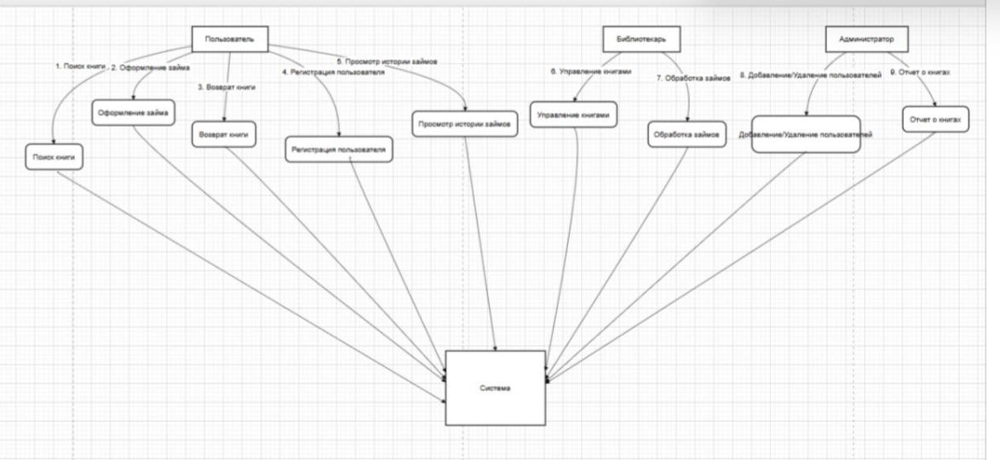 Пользователь
Библиотекарь
Администратор
1. Поиск книги
2. Оформление займа
3. Возврат книги
4. Регистрация пользователя
5. Просмотр истории займов
6. Управление книгами
7. Обработка займов
8. Добавление/Удаление пользователей
9. Отчет о книгах
Поиск книги
Оформление займа
Возврат книги
Регистрация пользователя
Просмотр истории займов
Управление книгами
Обработка займов
Добавление/Удаление пользователей
Отчет о книгах
Система